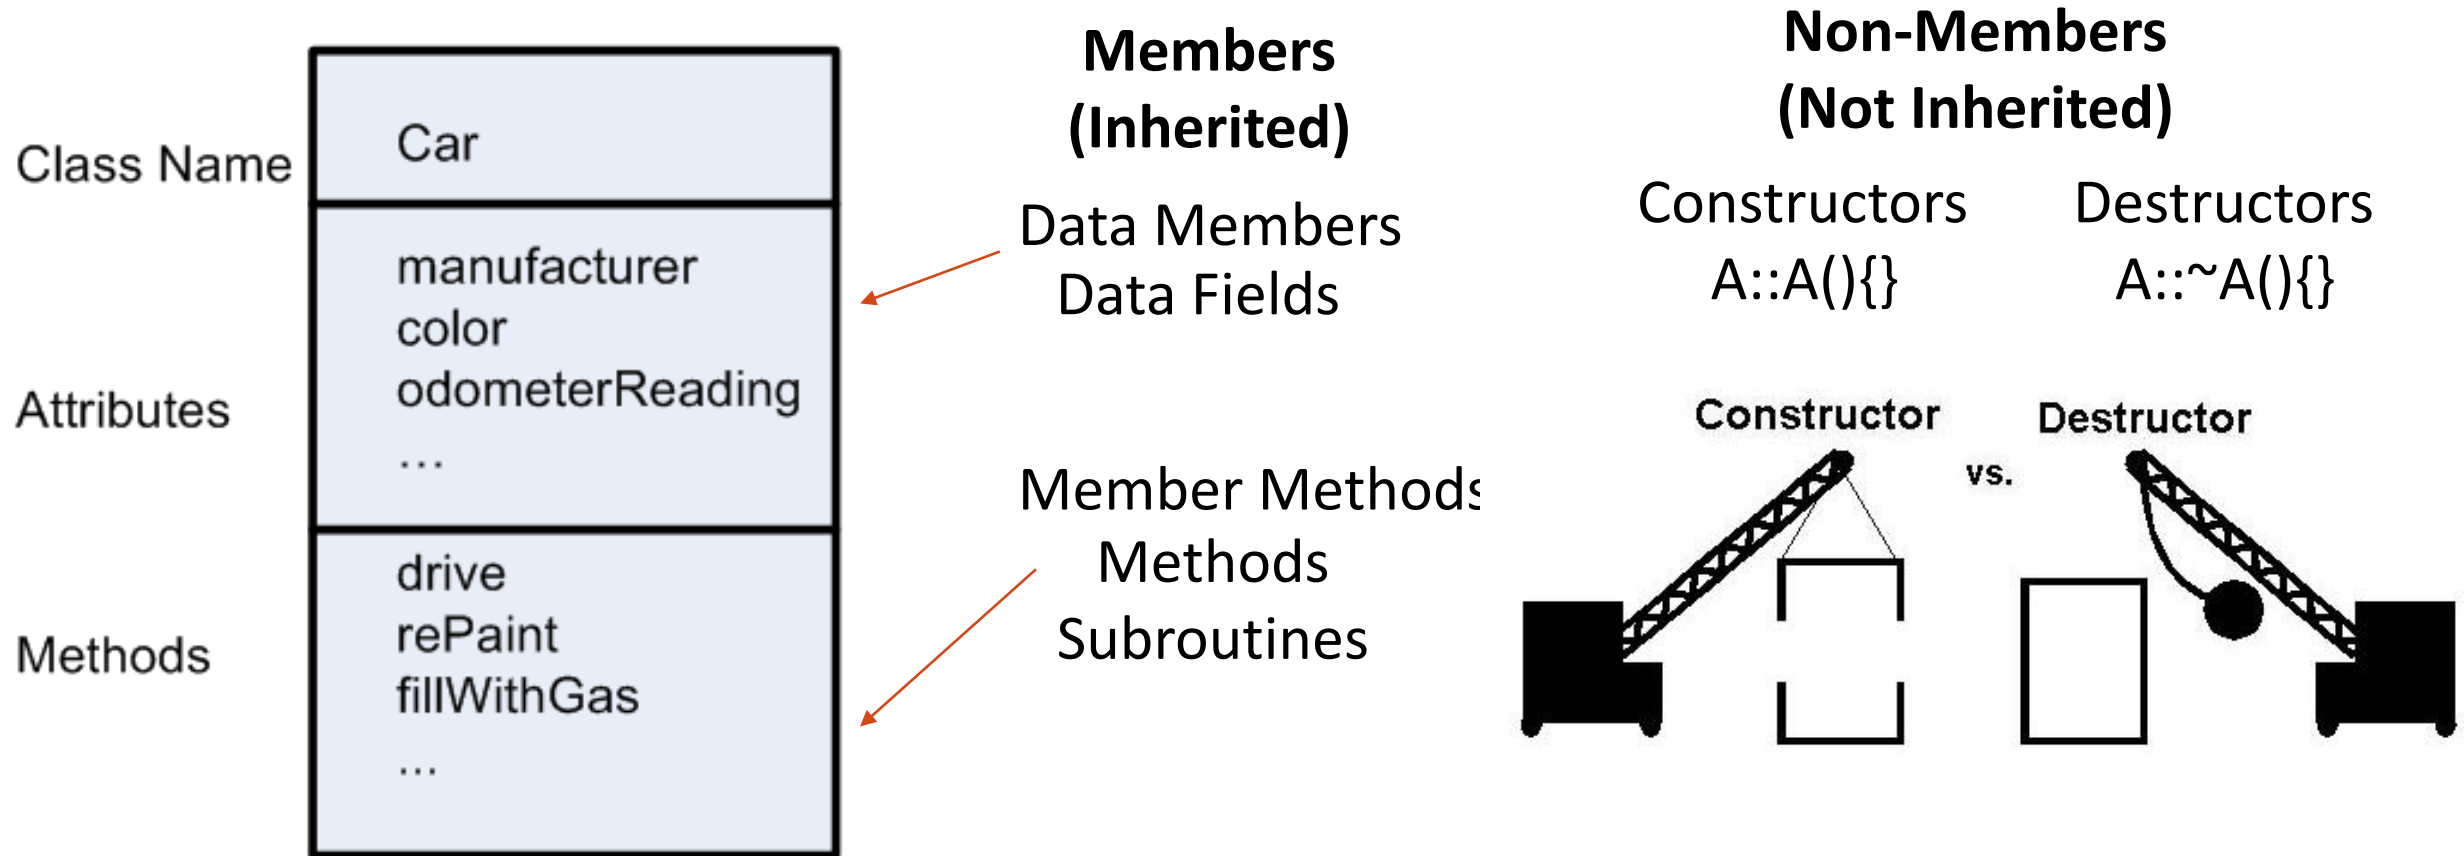 Class Name
Car
Attributes
manufacturer
color
odometerReading
...
Methods
drive
rePaint
fillWithGas
...
Members
(Inherited)
Data Members
Data Fields
Member Methods
Methods
Subroutines
Non-Members
(Not Inherited)
Constructors Destructors
A::A(){} A::~A(){}
Constructor vs. Destructor